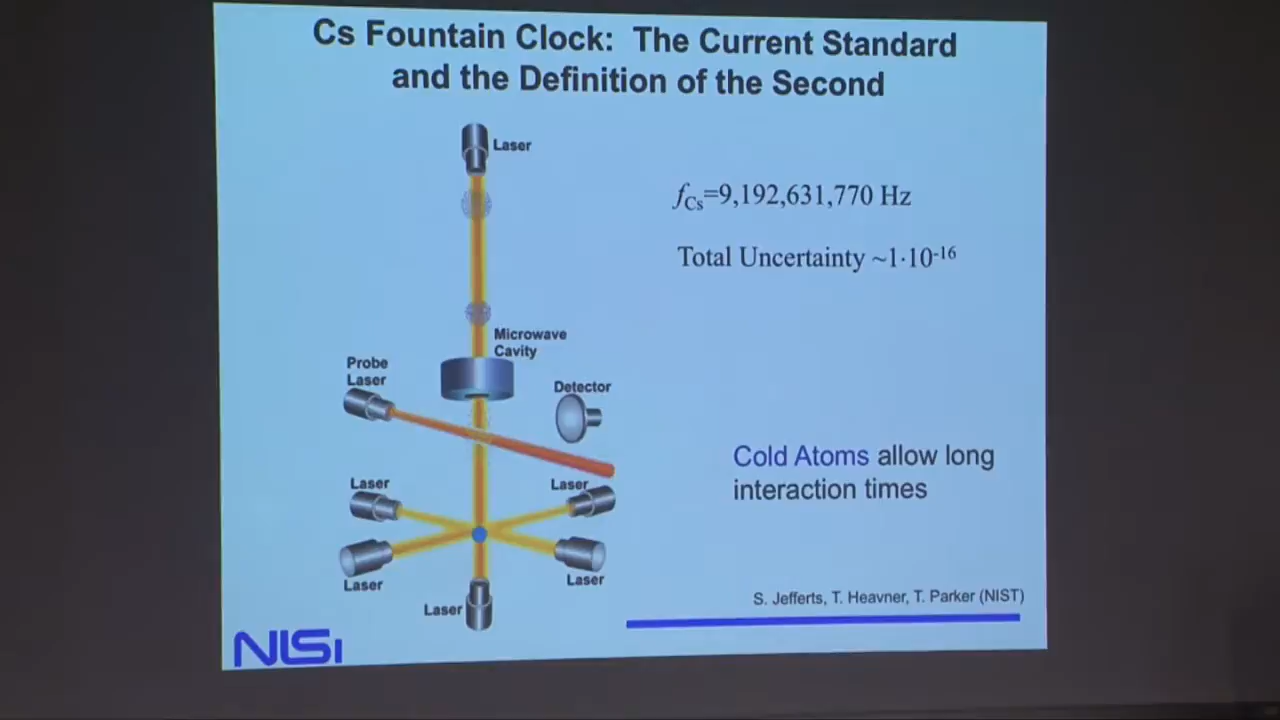 Cs Fountain Clock: The Current Standard
and the Definition of the Second
Laser
fCs=9,192,631,770 Hz
Total Uncertainty ~1·10-16
Microwave
Cavity
Probe
Laser
Detector
Cold Atoms allow long
interaction times
Laser
Laser
Laser
Laser
Laser
S. Jefferts, T. Heavner, T. Parker (NIST)
NIST